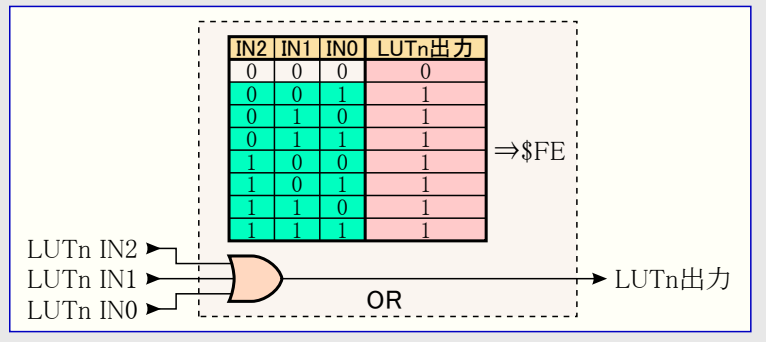 IN2 IN1 IN0 LUTn出力
0 0 0 0
0 0 1 1
0 1 0 1
0 1 1 1
1 0 0 1
1 0 1 1
1 1 0 1
1 1 1 1
⇒$FE
LUTn IN2
LUTn IN1
LUTn IN0
OR
LUTn出力